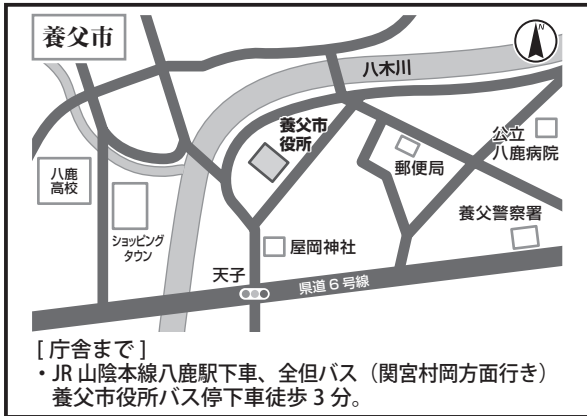 養父市
N
八木川
養父市
役所
公立
八鹿病院
郵便局
八鹿
高校
ショッピング
タウン
養父警察署
屋岡神社
天子
県道6号線
[庁舎まで]
・JR山陰本線八鹿駅下車、全但バス（関宮村岡方面行き）
養父市役所バス停下車徒歩3分。